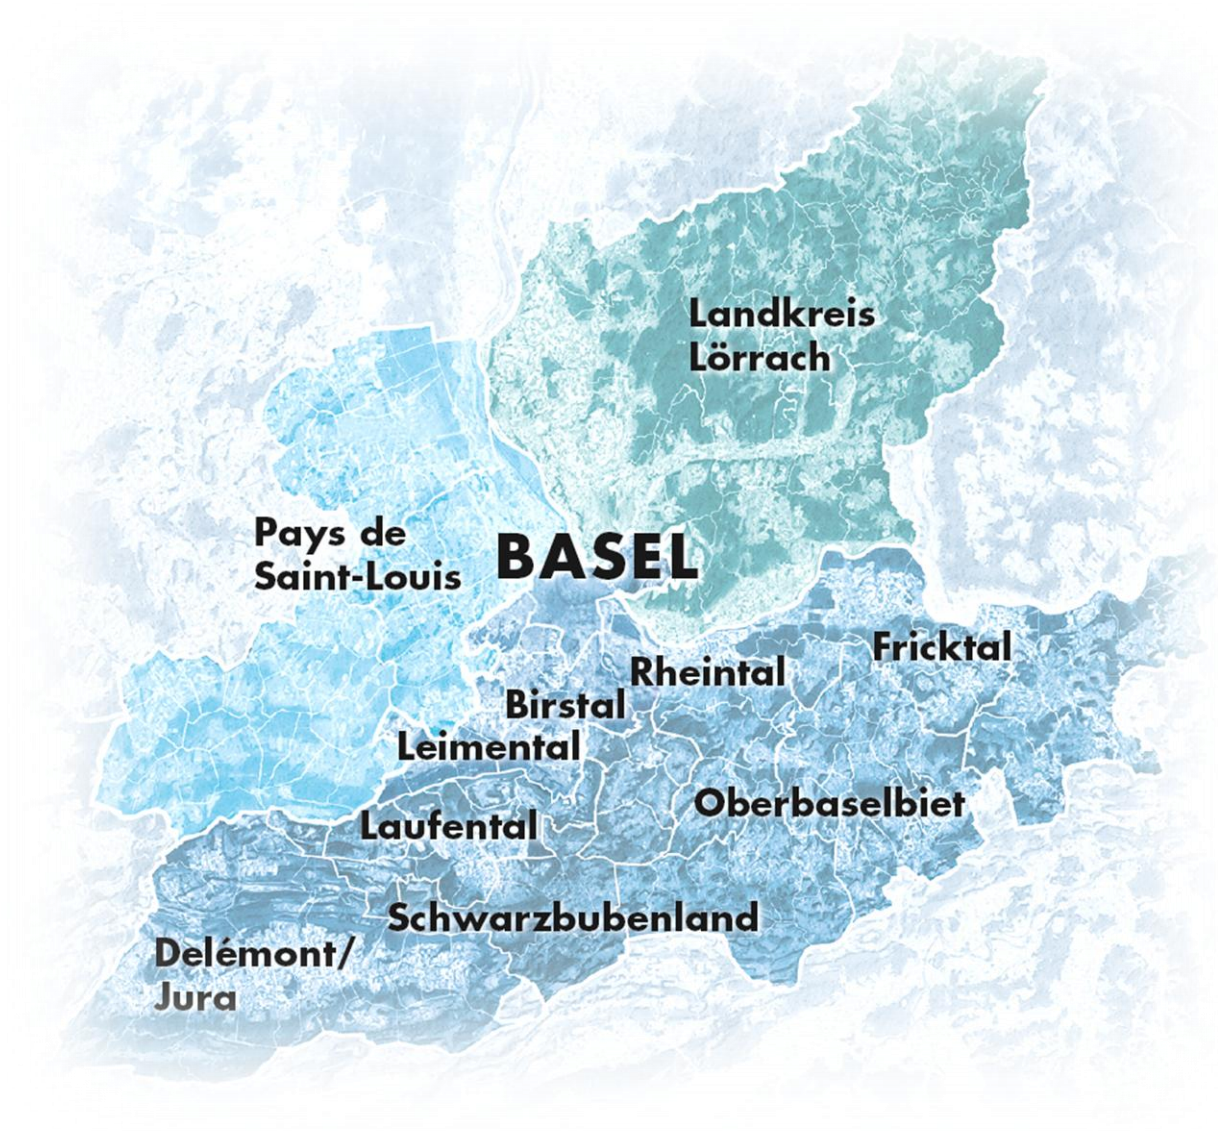 Landkreis
Lörrach
Pays de
Saint-Louis
BASEL
Fricktal
Rheintal
Birstal
Leimental
Oberbaselbiet
Laufental
Schwarzbubenland
Delémont/
Jura